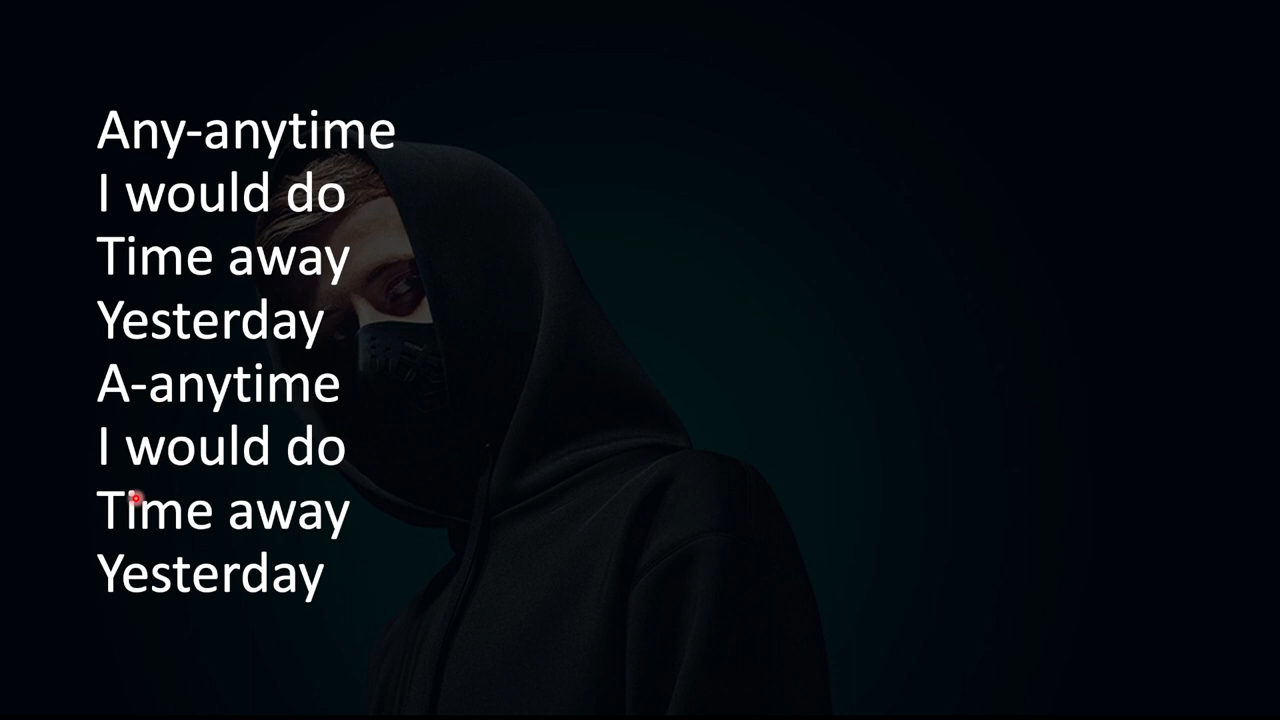 Any-anytime
I would do
Time away
Yesterday
A-anytime
I would do
Time away
Yesterday